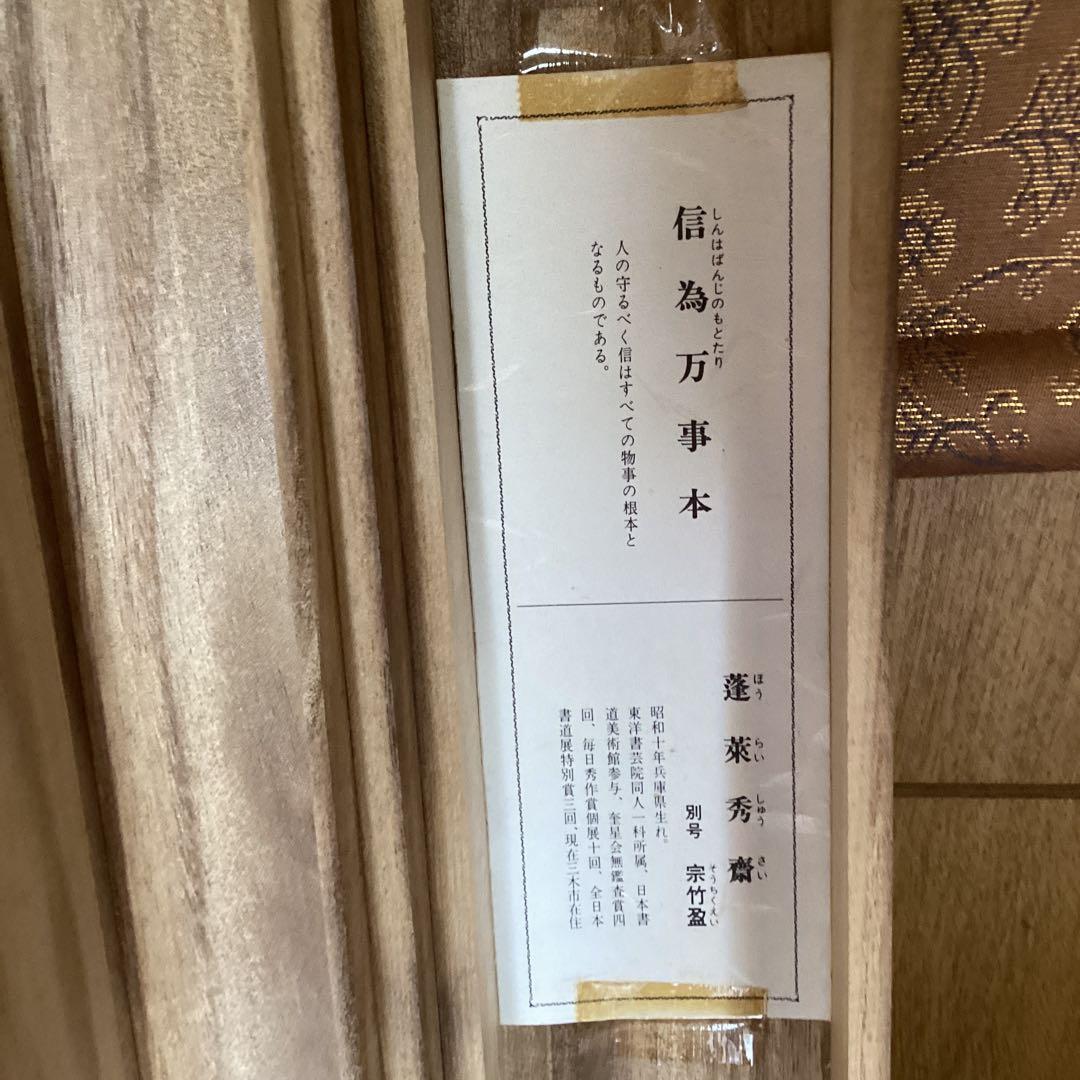 信為万事本
しんはばんじのもとたり
人の守るべく信はすべての物事の根本と
なるものである。
蓬萊秀齋
ほうらいしゅうさい
別号 宗竹盈
そうちくえい
昭和十年兵庫県生れ。
東洋書芸院同人一科所属、日本書
道美術館参与、奎星会無鑑査賞四
回、毎日秀作賞個展十回、全日本
書道展特別賞三回、現在三木市在住